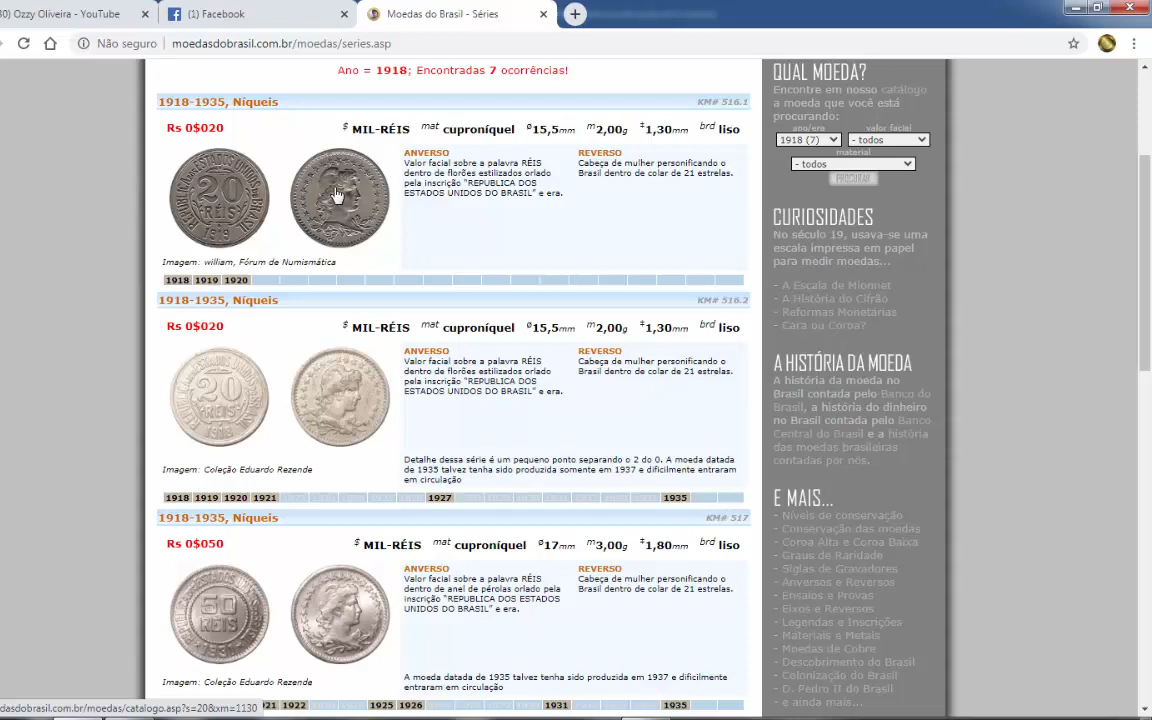 30) Ozzy Oliveira - YouTube
(1) Facebook
Moedas do Brasil - Séries
Não seguro
moedasdobrasil.com.br/moedas/series.asp
Ano = 1918; Encontradas 7 ocorrências!
1918-1935, Níqueis
KM# 516.1
Rs 0$020
$ MIL-RÉIS mat cuproníquel ø15,5mm m2,00g ‡1,30mm brd liso
ANVERSO
Valor facial sobre a palavra RÉIS
dentro de florões estilizados orlado
pela inscrição "REPUBLICA DOS
ESTADOS UNIDOS DO BRASIL" e era.
REVERSO
Cabeça de mulher personificando o
Brasil dentro de colar de 21 estrelas.
20
RÉIS
1919
Imagem: william, Fórum de Numismática
1918 1919 1920
1918-1935, Níqueis
KM# 516.2
Rs 0$020
$ MIL-RÉIS mat cuproníquel ø15,5mm m2,00g ‡1,30mm brd liso
ANVERSO
Valor facial sobre a palavra RÉIS
dentro de florões estilizados orlado
pela inscrição "REPUBLICA DOS
ESTADOS UNIDOS DO BRASIL" e era.
REVERSO
Cabeça de mulher personificando o
Brasil dentro de colar de 21 estrelas.
20
REIS
Detalhe dessa série é um pequeno ponto separando o 2 do 0. A moeda datada
de 1935 talvez tenha sido produzida somente em 1937 e dificilmente entraram
em circulação
Imagem: Coleção Eduardo Rezende
1918 1919 1920 1921 1927 1935
1918-1935, Níqueis
KM# 517
Rs 0$050
$ MIL-RÉIS mat cuproníquel ø17mm m3,00g ‡1,80mm brd liso
ANVERSO
Valor facial sobre a palavra RÉIS
dentro de anel de pérolas orlado pela
inscrição "REPUBLICA DOS ESTADOS
UNIDOS DO BRASIL" e era.
REVERSO
Cabeça de mulher personificando o
Brasil dentro de colar de 21 estrelas.
50
REIS
1931
A moeda datada de 1935 talvez tenha sido produzida somente em 1937 e dificilmente
entraram em circulação
Imagem: Coleção Eduardo Rezende
dasdobrasil.com.br/moedas/catalogo.asp?s=20&xm=1130
921 1922 1925 1926 1931 1935
QUAL MOEDA?
Encontre em nosso catálogo
a moeda que você está
procurando:
ano/era
valor facial
1918 (7)
- todos
material
- todos
PROCURAR
CURIOSIDADES
No século 19, usava-se uma
escala impressa em papel
para medir moedas...
- A Escala de Mionnet
- A História do Cifrão
- Reformas Monetárias
- Cara ou Coroa?
A HISTÓRIA DA MOEDA
A história da moeda no
Brasil contada pelo Banco do
Brasil, a história do dinheiro
no Brasil contada pelo Banco
Central do Brasil e a história
das moedas brasileiras
contadas por nós.
E MAIS...
- Níveis de conservação
- Conservação das moedas
- Coroa Alta e Coroa Baixa
- Graus de Raridade
- Siglas de Gravadores
- Anversos e Reversos
- Ensaios e Provas
- Eixos e Reversos
- Legendas e Inscrições
- Materiais e Metais
- Moedas de Cobre
- Descobrimento do Brasil
- Colonização do Brasil
- D. Pedro II do Brasil
- e ainda mais...